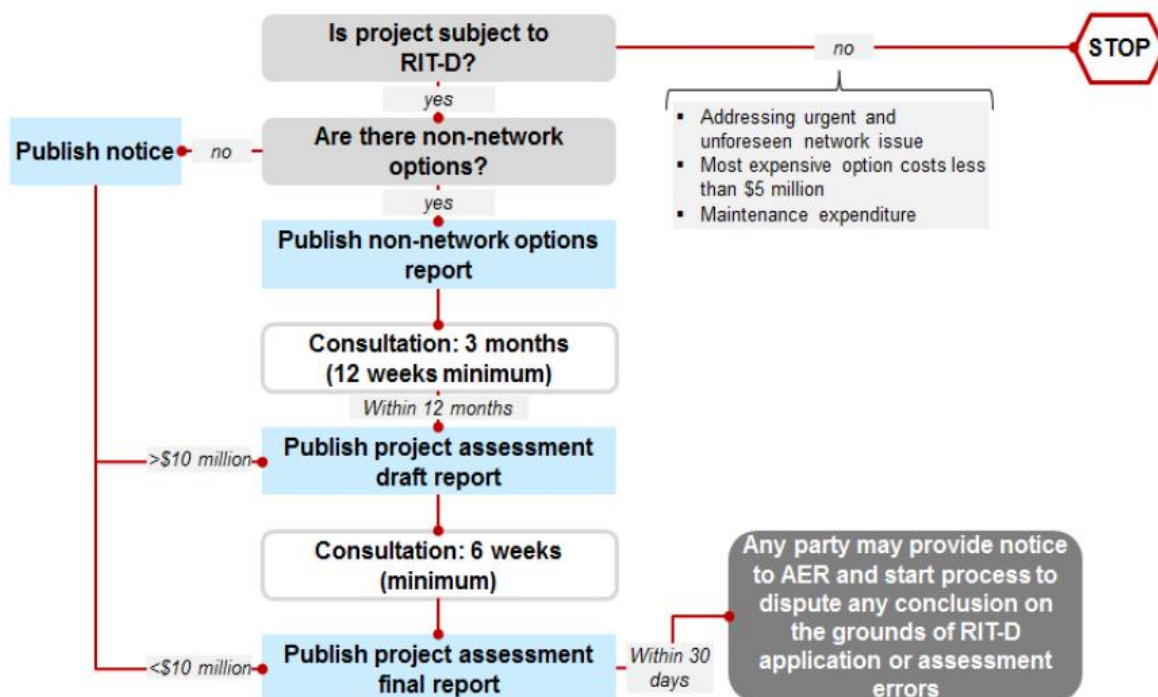 Is project subject to
RIT-D?
no
STOP
yes
▪ Addressing urgent and
unforeseen network issue
▪ Most expensive option costs less
than $5 million
▪ Maintenance expenditure
Publish notice
no
Are there non-network
options?
yes
Publish non-network options
report
Consultation: 3 months
(12 weeks minimum)
Within 12 months
>$10 million
Publish project assessment
draft report
Consultation: 6 weeks
(minimum)
<$10 million
Publish project assessment
final report
Within 30
days
Any party may provide notice
to AER and start process to
dispute any conclusion on
the grounds of RIT-D
application or assessment
errors